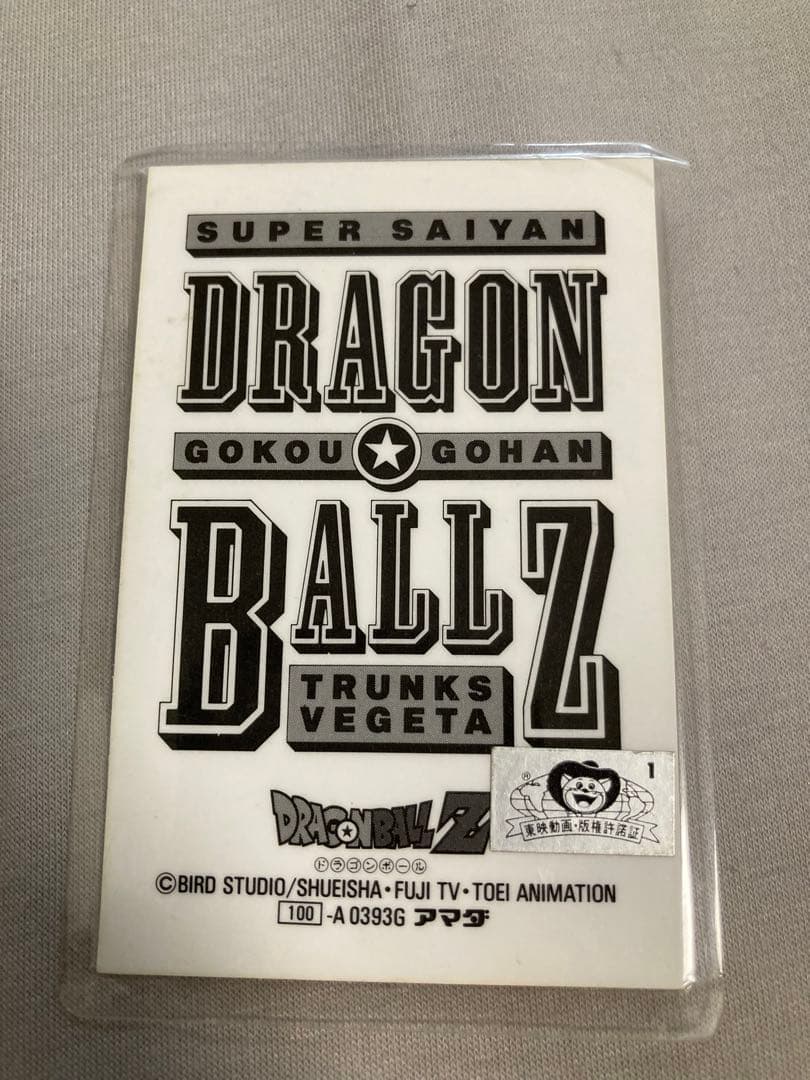 SUPER SAIYAN
DRAGON
GOKOU★GOHAN
BALL Z
TRUNKS
VEGETA
1
®
東映動画・版権許諾証
DRAGONBALL Z
ドラゴンボール
©BIRD STUDIO/SHUEISHA・FUJI TV・TOEI ANIMATION
100-A 0393G アマダ